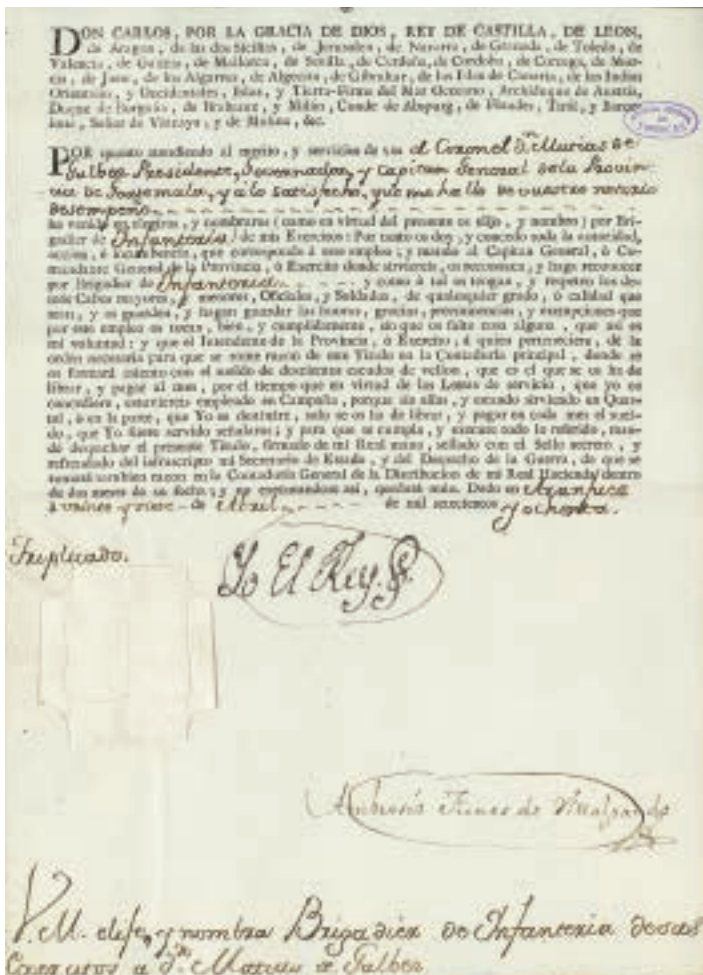 DON CARLOS, POR LA GRACIA DE DIOS, REY DE CASTILLA, DE LEON,
de Aragon, de las dos Sicilias, de Jerusalen, de Navarra, de Granada, de Toledo, de
Valencia, de Galicia, de Mallorca, de Sevilla, de Cerdeña, de Cordoba, de Corcega, de Mur-
cia, de Jaen, de los Algarves, de Algecira, de Gibraltar, de las Islas de Canaria, de las Indias
Orientales, y Occidentales, Islas, y Tierra-Firme del Mar Oceano, Archiduque de Austria,
Duque de Borgoña, de Brabante, y Milán, Conde de Abspurg, de Flandes, Tiról, y Barce-
lona, Señor de Vizcaya, y de Molina, &c.
POR quanto atendiendo al merito, y servicios de vos el Coronel Dn. Matias de
Galbez Presidente, Governador, y Capitan General de la Provin-
cia de Goatemala, y a lo satisfecho, que me hallo de vuestro notorio
desempeño
he venido en elegiros, y nombraros (como en virtud del presente os elijo, y nombro) por Bri-
gadier de Infanteria de mis Exercitos: Por tanto os doy, y concedo toda la autoridad,
accion, è incumbencia, que corresponde à este empleo; y mando al Capitan General, ò Co-
mandante General de la Provincia, ò Exercito donde sirviereis, os reconozca, y haga reconocer
por Brigadier de Infanteria y como à tal os tengan, y respeten los de-
más Cabos mayores, y menores, Oficiales, y Soldados, de qualesquier grado, ò calidad que
sean, y os guarden, y hagan guardar las honras, gracias, preeminencias, y exempciones que
por este empleo os tocan, bien, y cumplidamente, sin que os falte cosa alguna, que asi es
mi voluntad: y que el Intendente de la Provincia, ò Exercito, à quien perteneciere, dé la
orden necesaria para que se tome razon de este Titulo en la Contaduría principal, donde se
os formará asiento con el sueldo de doscientos escudos de vellon, que es el que se os ha de
librar, y pagar al mes, por el tiempo que en virtud de las Letras de servicio, que yo os
concediere, estuviereis empleado en Campaña, porque sin ellas, y estando sirviendo en Quar-
tél, ò en la parte, que Yo os destinàre, solo se os ha de librar, y pagar en cada mes el suel-
do, que Yo fuere servido señalaros; y para que se cumpla, y execute todo lo referido, man-
dé despachar el presente Titulo, firmado de mi Real mano, sellado con el Sello secreto, y
refrendado del infrascripto mi Secretario de Estado, y del Despacho de la Guerra, de que se
tomará tambien razon en la Contaduría General de la Distribucion de mi Real Hacienda dentro
de dos meses de su fecha; y no executandose asi, quedará nulo. Dado en Aranjuez
à veinte y nueve de Abril de mil setecientos y ochenta.
Triplicado.
Yo El Rey
Ambrosio Funes de Villalpando
V. M. elije, y nombra Brigadier de Infanteria de sus
Exercitos a Dn. Matias de Galbez